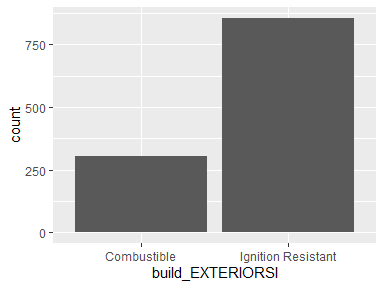 count
750
500
250
0
Combustible Ignition Resistant
build_EXTERIORSI